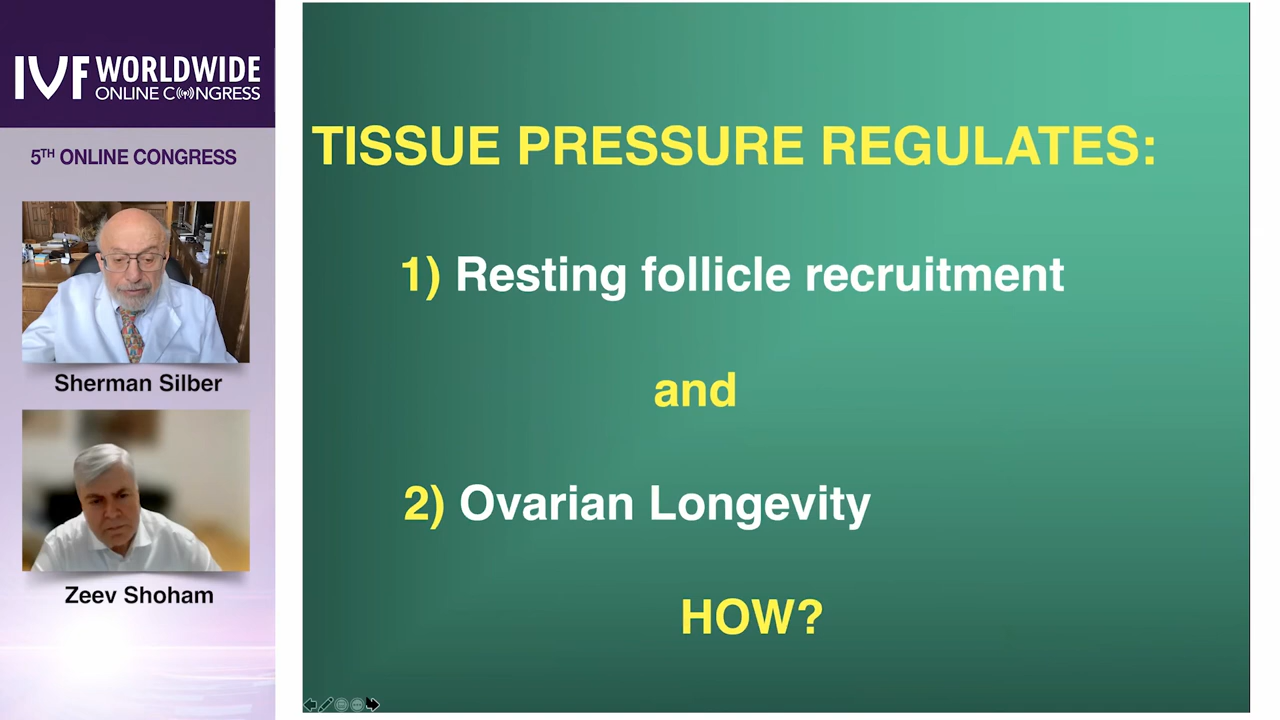 IVF WORLDWIDE
ONLINE CONGRESS
5TH ONLINE CONGRESS
Sherman Silber
Zeev Shoham
TISSUE PRESSURE REGULATES:
1) Resting follicle recruitment
and
2) Ovarian Longevity
HOW?